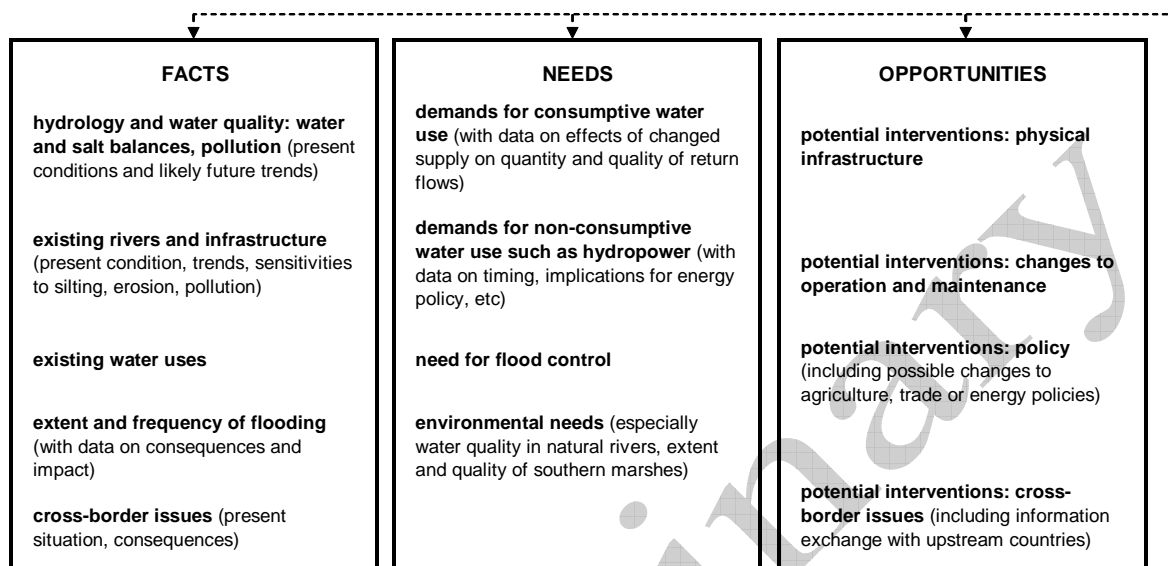 FACTS
hydrology and water quality: water
and salt balances, pollution (present
conditions and likely future trends)
existing rivers and infrastructure
(present condition, trends, sensitivities
to silting, erosion, pollution)
existing water uses
extent and frequency of flooding
(with data on consequences and
impact)
cross-border issues (present
situation, consequences)
NEEDS
demands for consumptive water
use (with data on effects of changed
supply on quantity and quality of return
flows)
demands for non-consumptive
water use such as hydropower (with
data on timing, implications for energy
policy, etc)
need for flood control
environmental needs (especially
water quality in natural rivers, extent
and quality of southern marshes)
OPPORTUNITIES
potential interventions: physical
infrastructure
potential interventions: changes to
operation and maintenance
potential interventions: policy
(including possible changes to
agriculture, trade or energy policies)
potential interventions: cross-
border issues (including information
exchange with upstream countries)
inary